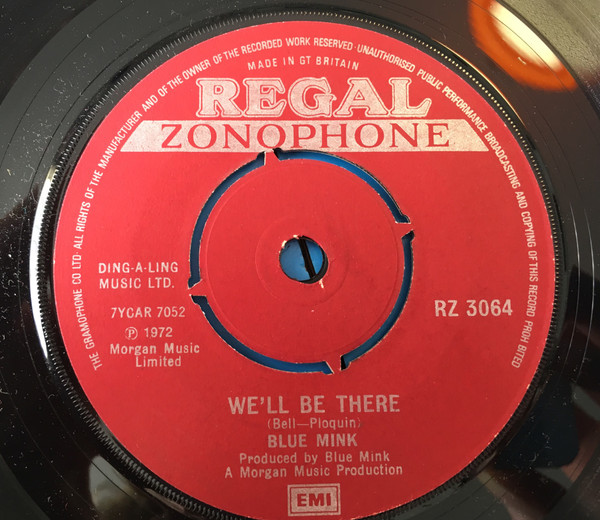 THE GRAMOPHONE CO LTD·ALL RIGHTS OF THE MANUFACTURER AND OF THE OWNER OF THE RECORDED WORK RESERVED·UNAUTHORISED PUBLIC PERFORMANCE BROADCASTING AND COPYING OF THIS RECORD PROHIBITED
MADE IN GT BRITAIN
REGAL
ZONOPHONE
DING-A-LING
MUSIC LTD.
7YCAR 7052
Ⓟ 1972
Morgan Music
Limited
RZ 3064
WE'LL BE THERE
(Bell—Ploquin)
BLUE MINK
Produced by Blue Mink
A Morgan Music Production
EMI